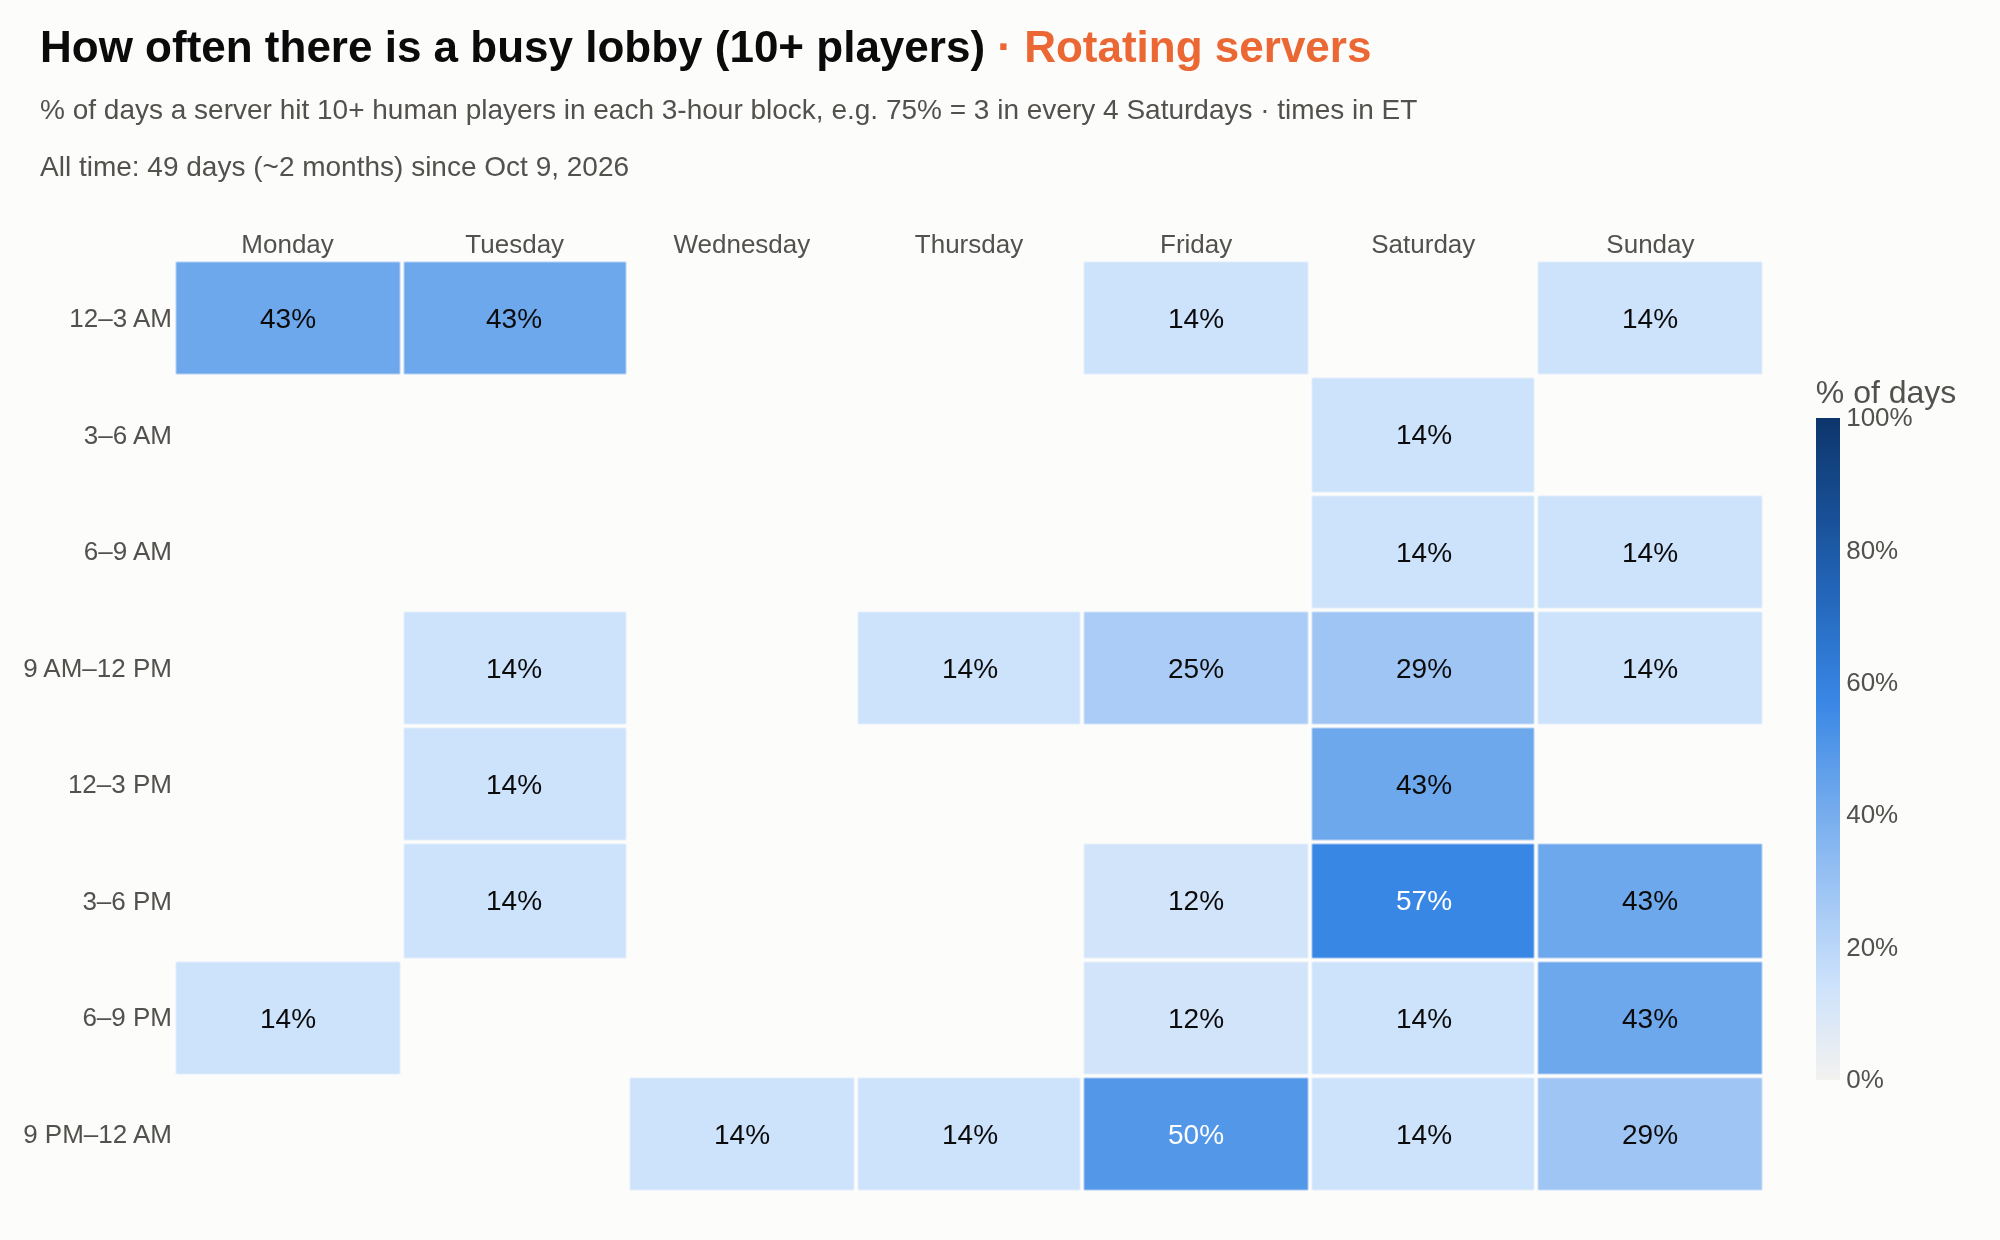 How often there is a busy lobby (10+ players) · Rotating servers
% of days a server hit 10+ human players in each 3-hour block, e.g. 75% = 3 in every 4 Saturdays · times in ET
All time: 49 days (~2 months) since Oct 9, 2026
Monday Tuesday Wednesday Thursday Friday Saturday Sunday
12–3 AM 43% 43% 14% 14%
3–6 AM 14%
6–9 AM 14% 14%
9 AM–12 PM 14% 14% 25% 29% 14%
12–3 PM 14% 43%
3–6 PM 14% 12% 57% 43%
6–9 PM 14% 12% 14% 43%
9 PM–12 AM 14% 14% 50% 14% 29%
% of days
100%
80%
60%
40%
20%
0%